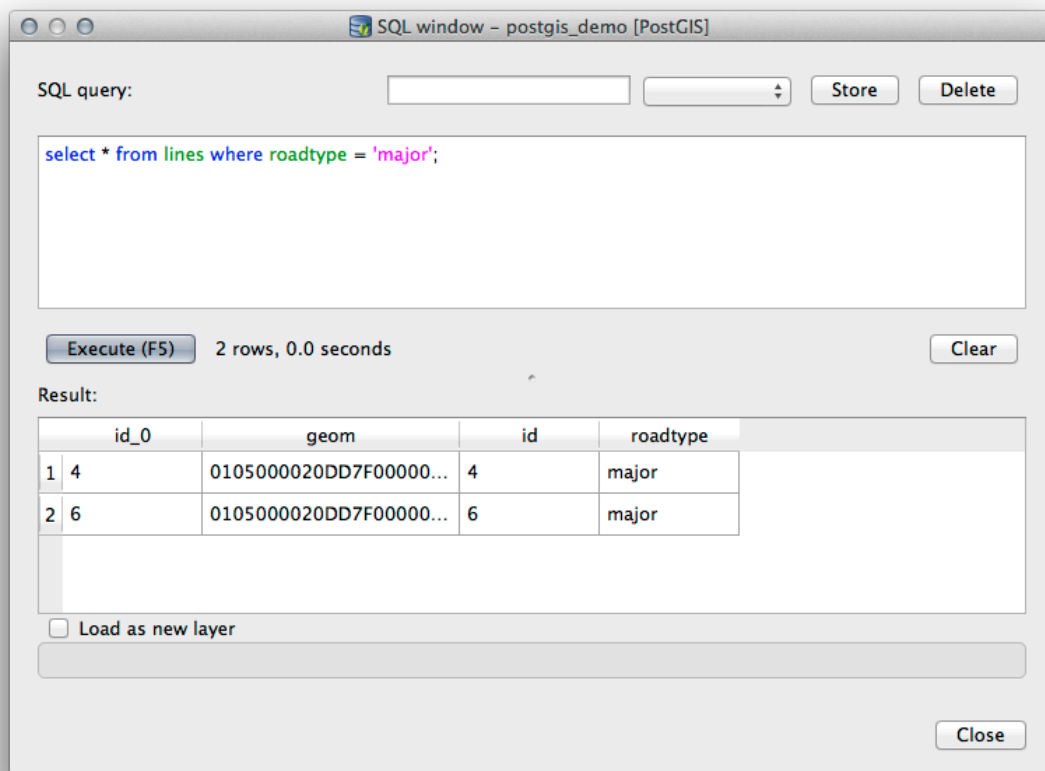 SQL window – postgis_demo [PostGIS]
SQL query:
Store
Delete
select * from lines where roadtype = 'major';
Execute (F5)
2 rows, 0.0 seconds
Clear
Result:
id_0 geom id roadtype
1 4 0105000020DD7F00000... 4 major
2 6 0105000020DD7F00000... 6 major
Load as new layer
Close